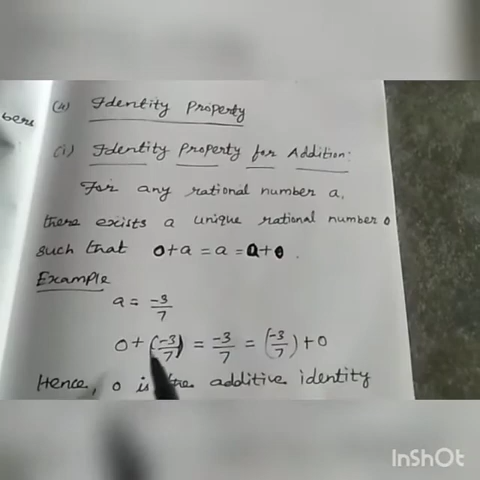 bers
(ii) Identity Property
(i) Identity Property for Addition:
For any rational number a,
there exists a unique rational number 0
such that 0+a = a = a+0.
Example
a = -3/7
0 + (-3/7) = -3/7 = (-3/7) + 0
Hence, 0 is the additive identity
InShOt